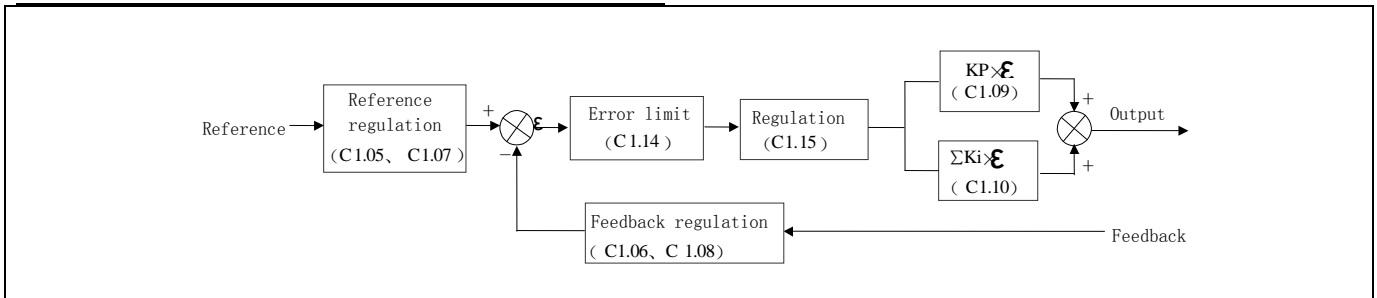 Reference
Reference
regulation
(C1.05、 C1.07 )
+
ε
−
Error limit
(C1.14 )
Regulation
(C1.15)
KP×ε
( C1.09)
∑Ki×ε
( C1.10)
+
+
Output
Feedback regulation
( C1.06、C 1.08)
Feedback